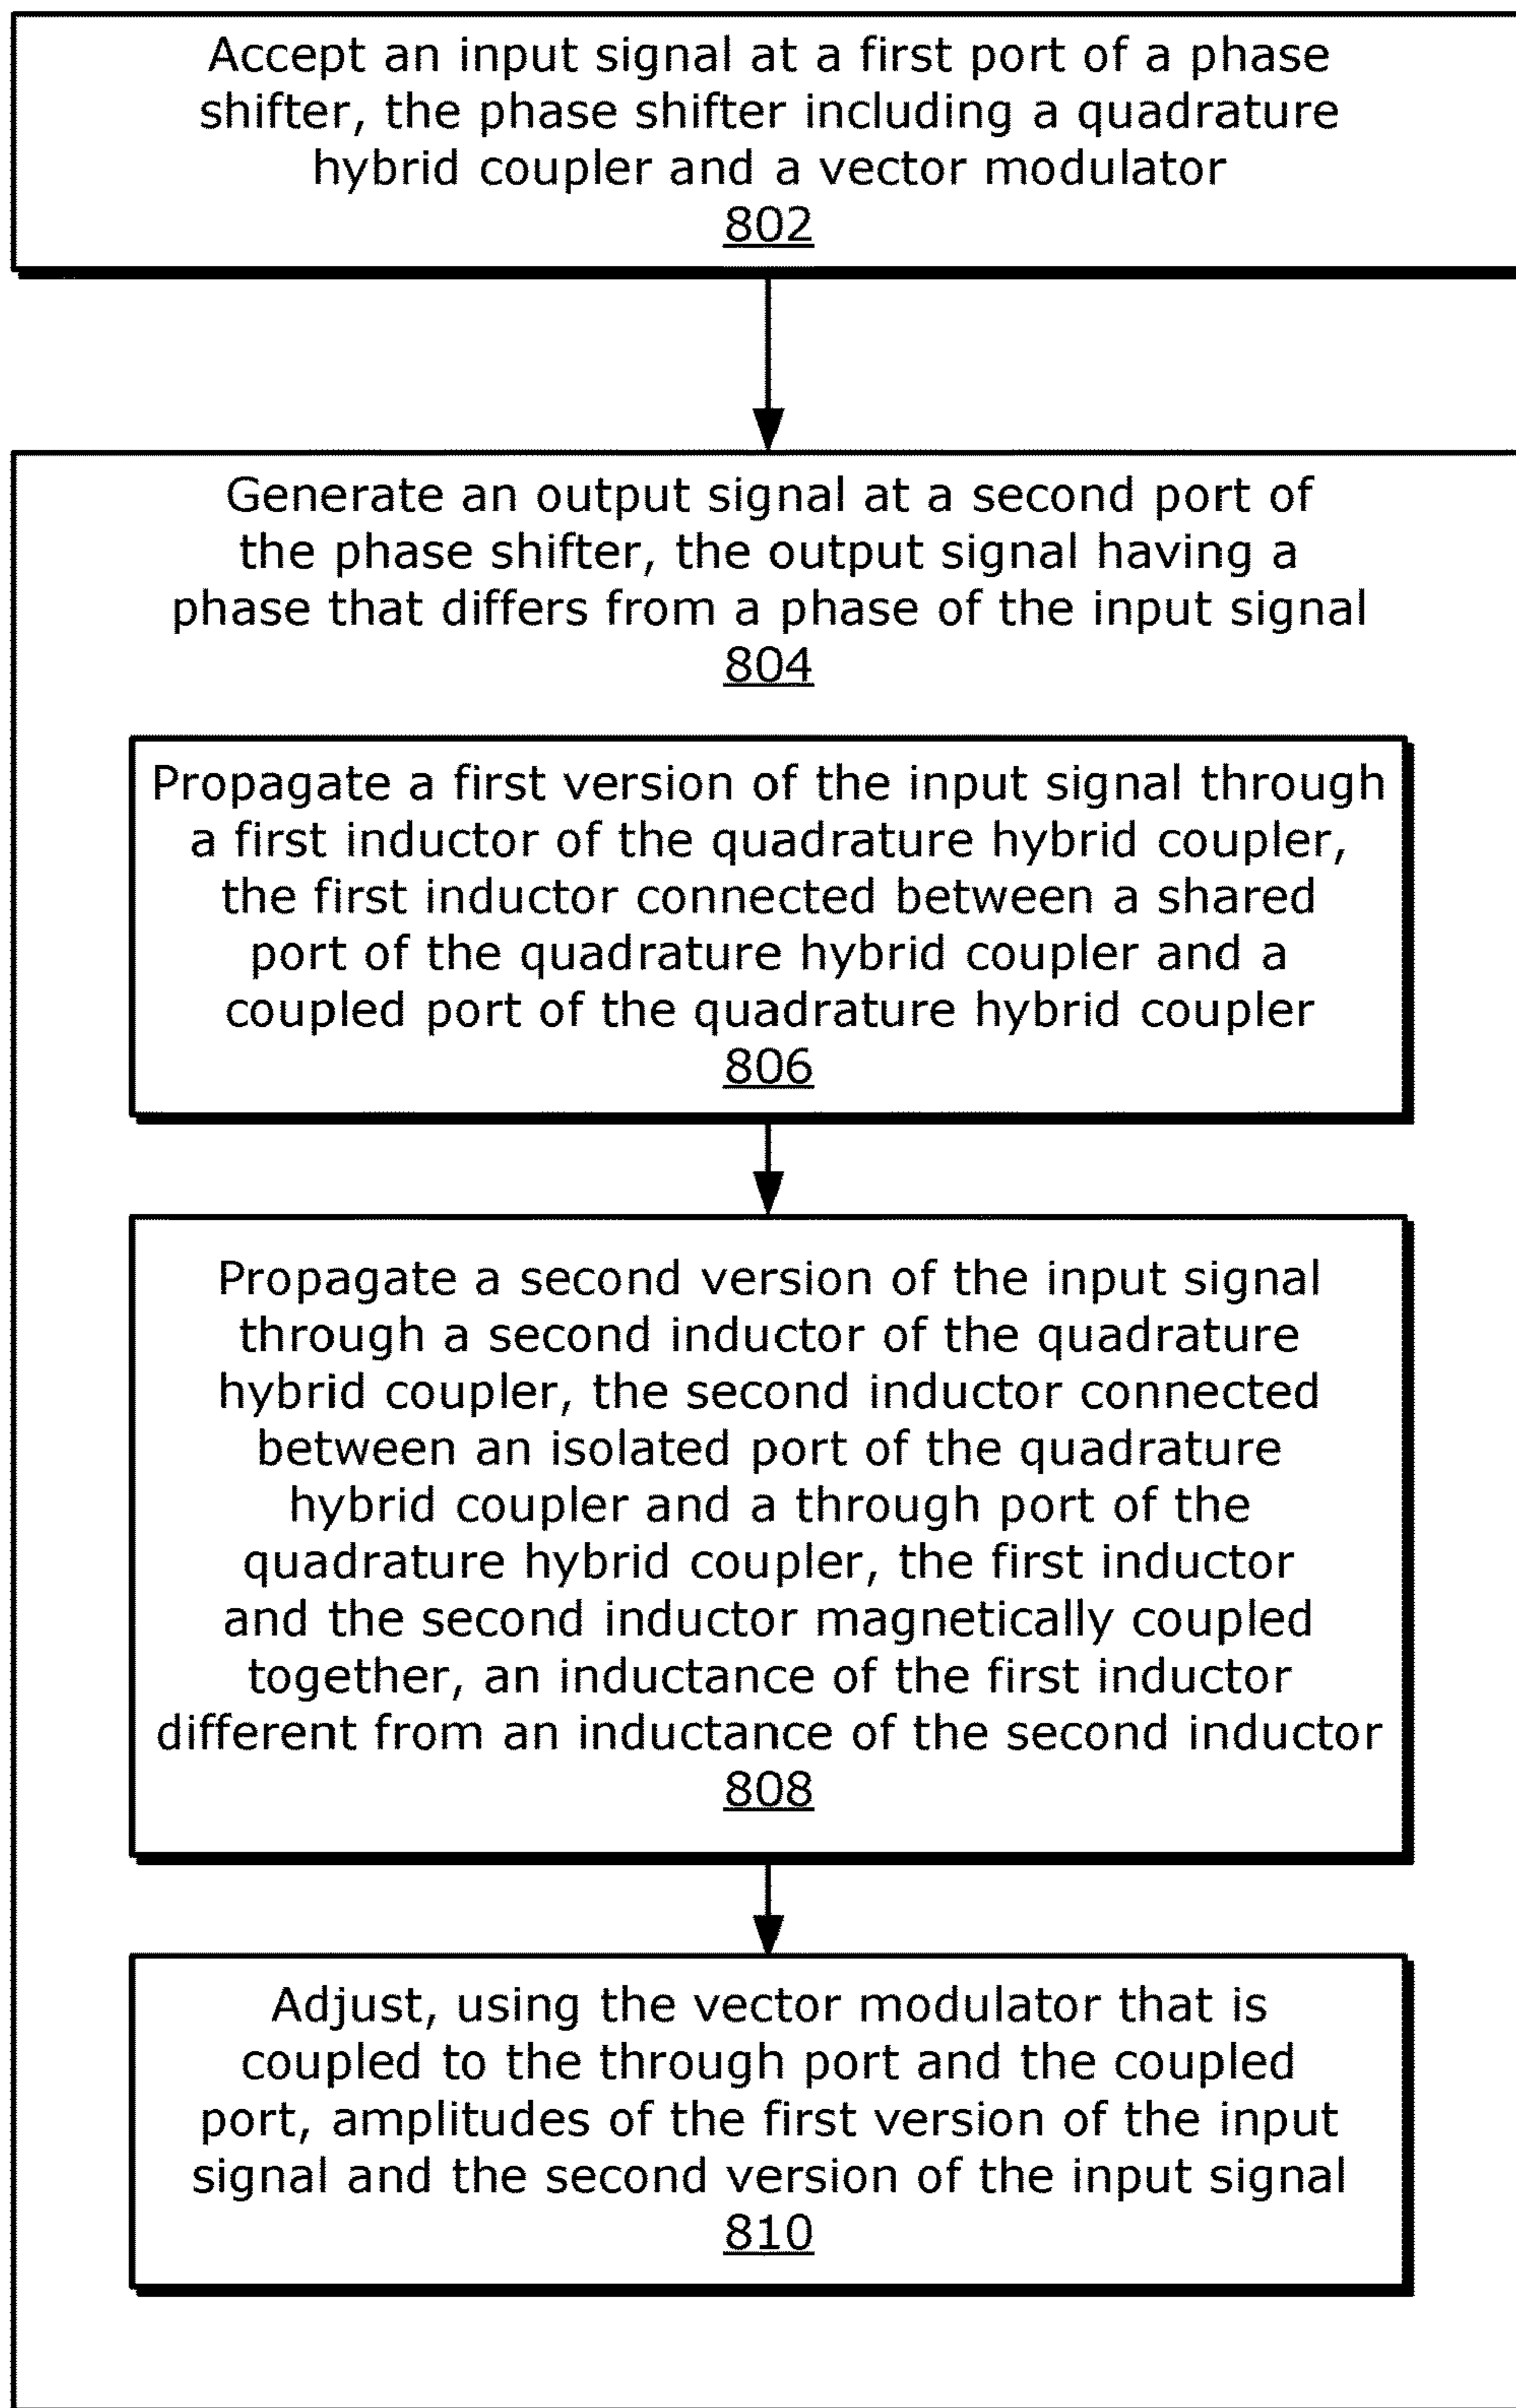 Accept an input signal at a first port of a phase
shifter, the phase shifter including a quadrature
hybrid coupler and a vector modulator
802
Generate an output signal at a second port of
the phase shifter, the output signal having a
phase that differs from a phase of the input signal
804
Propagate a first version of the input signal through
a first inductor of the quadrature hybrid coupler,
the first inductor connected between a shared
port of the quadrature hybrid coupler and a
coupled port of the quadrature hybrid coupler
806
Propagate a second version of the input signal
through a second inductor of the quadrature
hybrid coupler, the second inductor connected
between an isolated port of the quadrature
hybrid coupler and a through port of the
quadrature hybrid coupler, the first inductor
and the second inductor magnetically coupled
together, an inductance of the first inductor
different from an inductance of the second inductor
808
Adjust, using the vector modulator that is
coupled to the through port and the coupled
port, amplitudes of the first version of the input
signal and the second version of the input signal
810